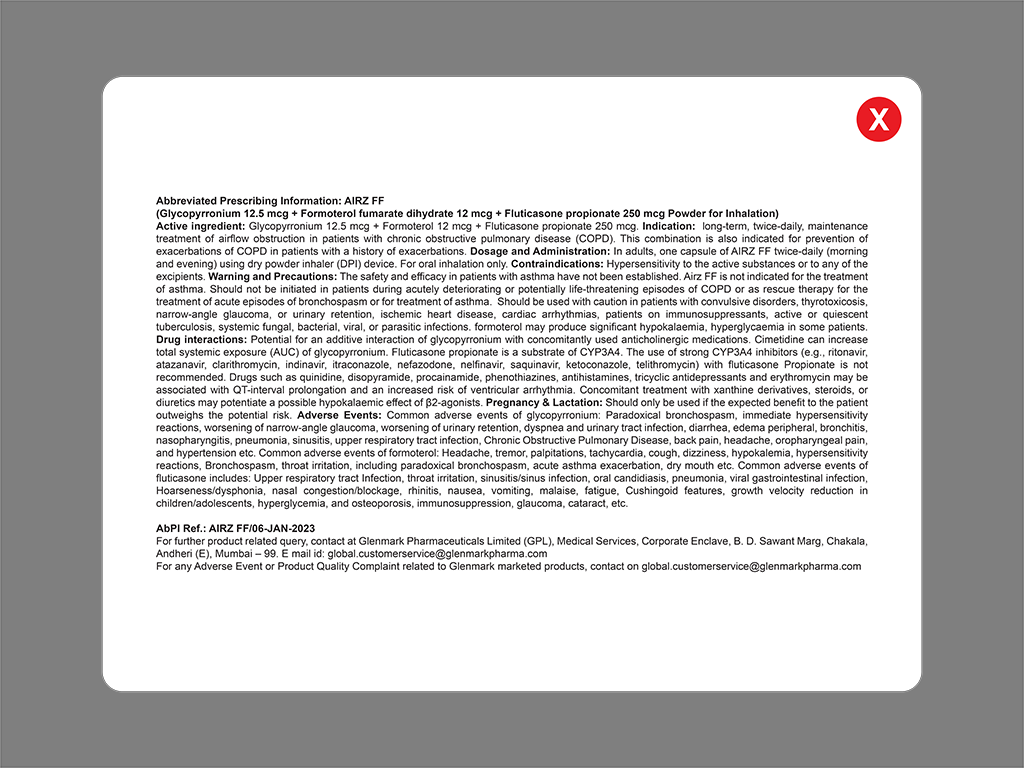 X
Abbreviated Prescribing Information: AIRZ FF
(Glycopyrronium 12.5 mcg + Formoterol fumarate dihydrate 12 mcg + Fluticasone propionate 250 mcg Powder for Inhalation)
Active ingredient: Glycopyrronium 12.5 mcg + Formoterol 12 mcg + Fluticasone propionate 250 mcg. Indication: long-term, twice-daily, maintenance
treatment of airflow obstruction in patients with chronic obstructive pulmonary disease (COPD). This combination is also indicated for prevention of
exacerbations of COPD in patients with a history of exacerbations. Dosage and Administration: In adults, one capsule of AIRZ FF twice-daily (morning
and evening) using dry powder inhaler (DPI) device. For oral inhalation only. Contraindications: Hypersensitivity to the active substances or to any of the
excipients. Warning and Precautions: The safety and efficacy in patients with asthma have not been established. Airz FF is not indicated for the treatment
of asthma. Should not be initiated in patients during acutely deteriorating or potentially life-threatening episodes of COPD or as rescue therapy for the
treatment of acute episodes of bronchospasm or for treatment of asthma. Should be used with caution in patients with convulsive disorders, thyrotoxicosis,
narrow-angle glaucoma, or urinary retention, ischemic heart disease, cardiac arrhythmias, patients on immunosuppressants, active or quiescent
tuberculosis, systemic fungal, bacterial, viral, or parasitic infections. formoterol may produce significant hypokalaemia, hyperglycaemia in some patients.
Drug interactions: Potential for an additive interaction of glycopyrronium with concomitantly used anticholinergic medications. Cimetidine can increase
total systemic exposure (AUC) of glycopyrronium. Fluticasone propionate is a substrate of CYP3A4. The use of strong CYP3A4 inhibitors (e.g., ritonavir,
atazanavir, clarithromycin, indinavir, itraconazole, nefazodone, nelfinavir, saquinavir, ketoconazole, telithromycin) with fluticasone Propionate is not
recommended. Drugs such as quinidine, disopyramide, procainamide, phenothiazines, antihistamines, tricyclic antidepressants and erythromycin may be
associated with QT-interval prolongation and an increased risk of ventricular arrhythmia. Concomitant treatment with xanthine derivatives, steroids, or
diuretics may potentiate a possible hypokalaemic effect of β2-agonists. Pregnancy & Lactation: Should only be used if the expected benefit to the patient
outweighs the potential risk. Adverse Events: Common adverse events of glycopyrronium: Paradoxical bronchospasm, immediate hypersensitivity
reactions, worsening of narrow-angle glaucoma, worsening of urinary retention, dyspnea and urinary tract infection, diarrhea, edema peripheral, bronchitis,
nasopharyngitis, pneumonia, sinusitis, upper respiratory tract infection, Chronic Obstructive Pulmonary Disease, back pain, headache, oropharyngeal pain,
and hypertension etc. Common adverse events of formoterol: Headache, tremor, palpitations, tachycardia, cough, dizziness, hypokalemia, hypersensitivity
reactions, Bronchospasm, throat irritation, including paradoxical bronchospasm, acute asthma exacerbation, dry mouth etc. Common adverse events of
fluticasone includes: Upper respiratory tract Infection, throat irritation, sinusitis/sinus infection, oral candidiasis, pneumonia, viral gastrointestinal infection,
Hoarseness/dysphonia, nasal congestion/blockage, rhinitis, nausea, vomiting, malaise, fatigue, Cushingoid features, growth velocity reduction in
children/adolescents, hyperglycemia, and osteoporosis, immunosuppression, glaucoma, cataract, etc.
AbPI Ref.: AIRZ FF/06-JAN-2023
For further product related query, contact at Glenmark Pharmaceuticals Limited (GPL), Medical Services, Corporate Enclave, B. D. Sawant Marg, Chakala,
Andheri (E), Mumbai – 99. E mail id: global.customerservice@glenmarkpharma.com
For any Adverse Event or Product Quality Complaint related to Glenmark marketed products, contact on global.customerservice@glenmarkpharma.com